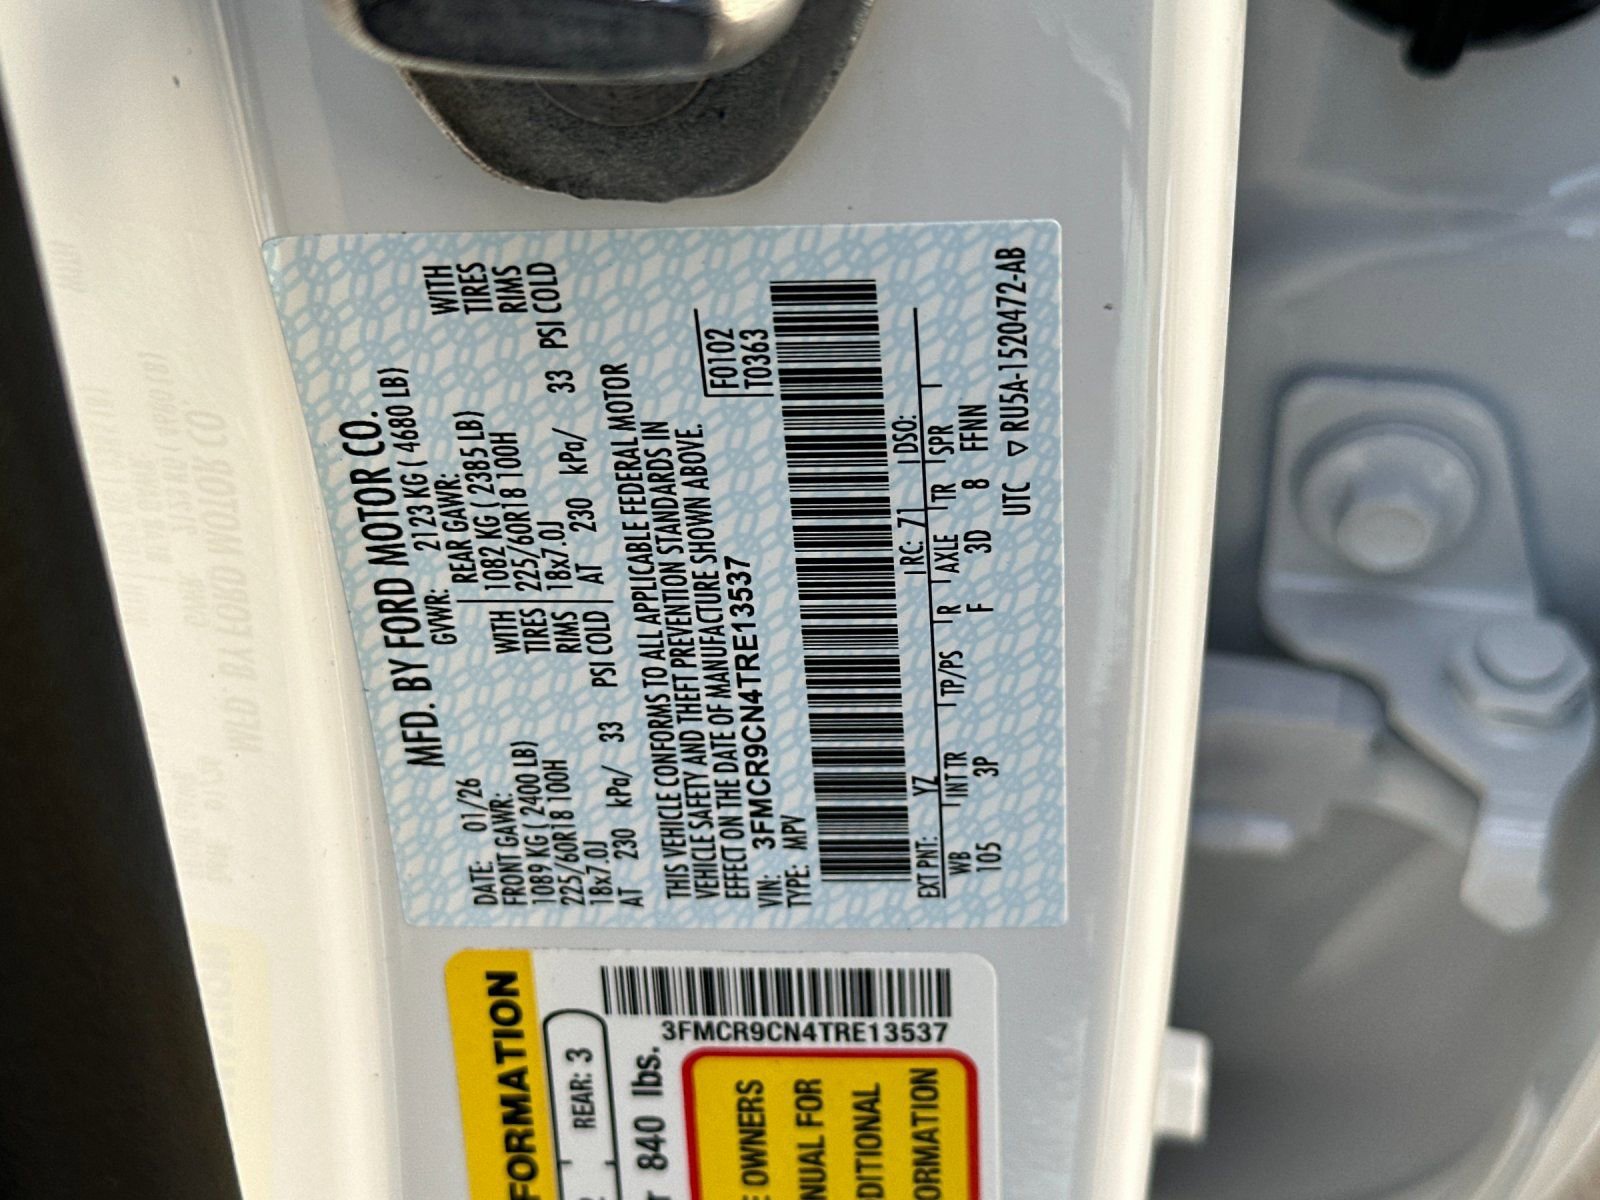 MFD. BY FORD MOTOR CO.
DATE: 01/26
GVWR: 2123 KG ( 4680 LB)
FRONT GAWR:
1089 KG ( 2400 LB)
WITH
225/60R18 100H
TIRES
18x7.0J
RIMS
AT 230 kPa/ 33 PSI COLD
REAR GAWR:
1082 KG ( 2385 LB)
WITH
225/60R18 100H
TIRES
18x7.0J
RIMS
AT 230 kPa/ 33 PSI COLD
THIS VEHICLE CONFORMS TO ALL APPLICABLE FEDERAL MOTOR
VEHICLE SAFETY AND THEFT PREVENTION STANDARDS IN
EFFECT ON THE DATE OF MANUFACTURE SHOWN ABOVE.
VIN: 3FMCR9CN4TRE13537
TYPE: MPV
F0102
T0363
EXT PNT: YZ RC: 71 DSO:
WB INT TR TP/PS R AXLE TR SPR
105 3P F 3D 8 FFNN
UTC ▽ RU5A-1520472-AB
FORMATION
REAR: 3
840 lbs.
3FMCR9CN4TRE13537
OWNERS
NUAL FOR
DITIONAL
ORMATION